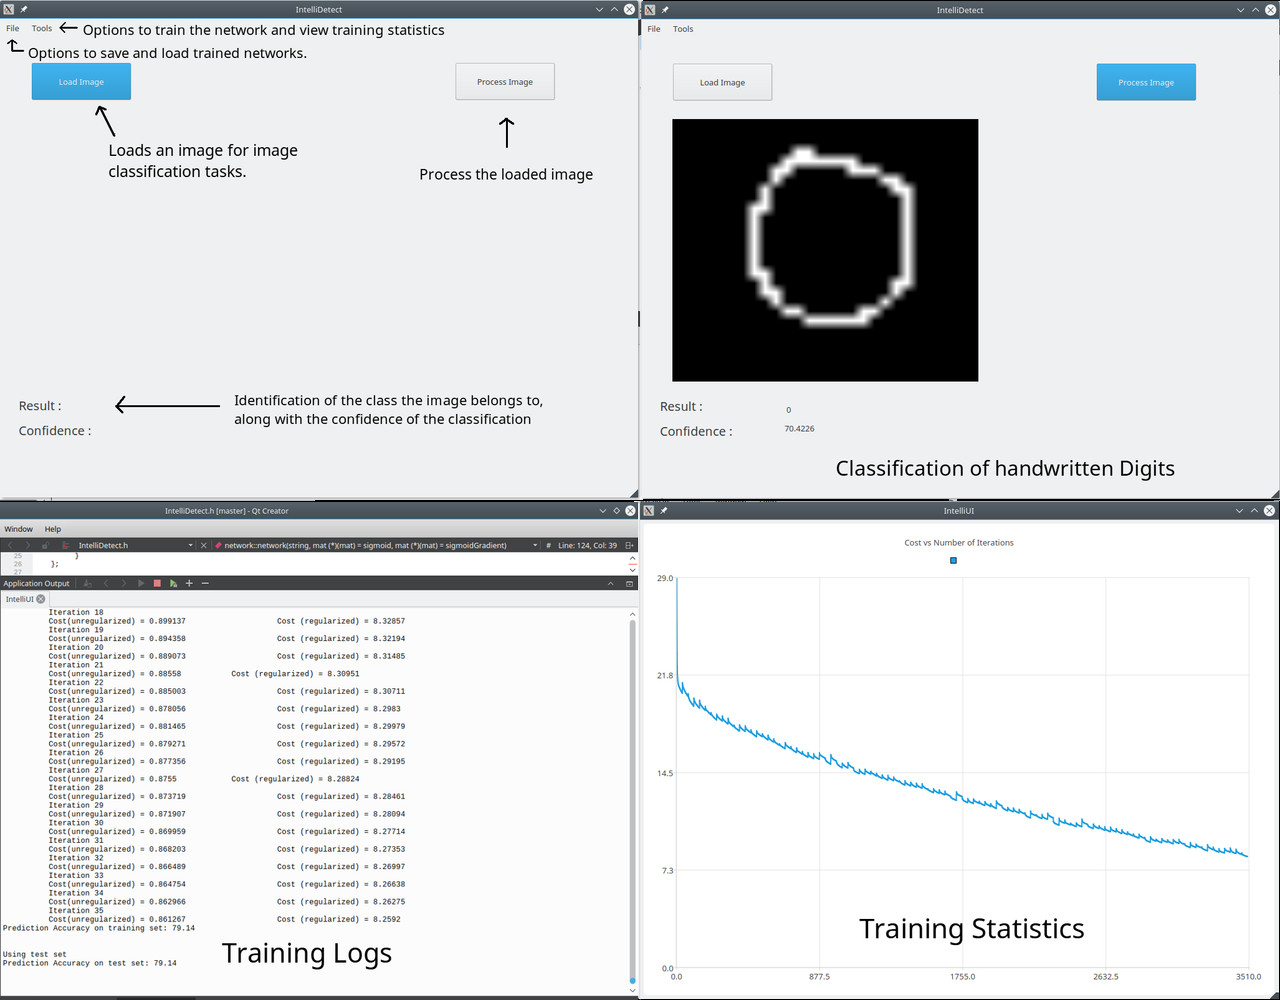 IntelliDetect
File Tools Options to train the network and view training statistics
Options to save and load trained networks.
Load Image
Process Image
Loads an image for image
classification tasks.
Process the loaded image
Result :
Confidence :
Identification of the class the image belongs to,
along with the confidence of the classification
IntelliDetect
File Tools
Load Image
Process Image
Result : 0
Confidence : 70.4226
Classification of handwritten Digits
IntelliDetect.h [master] - Qt Creator
Window Help
IntelliDetect.h network::network(string, mat (*)(mat) = sigmoid, mat (*)(mat) = sigmoidGradient) # Line: 124, Col: 39
25 }
26 };
27
Application Output
IntelliUI
Iteration 18
Cost(unregularized) = 0.899137 Cost (regularized) = 8.32857
Iteration 19
Cost(unregularized) = 0.894358 Cost (regularized) = 8.32194
Iteration 20
Cost(unregularized) = 0.889073 Cost (regularized) = 8.31485
Iteration 21
Cost(unregularized) = 0.88558 Cost (regularized) = 8.30951
Iteration 22
Cost(unregularized) = 0.885003 Cost (regularized) = 8.30711
Iteration 23
Cost(unregularized) = 0.878056 Cost (regularized) = 8.2983
Iteration 24
Cost(unregularized) = 0.881465 Cost (regularized) = 8.29979
Iteration 25
Cost(unregularized) = 0.879271 Cost (regularized) = 8.29572
Iteration 26
Cost(unregularized) = 0.877356 Cost (regularized) = 8.29195
Iteration 27
Cost(unregularized) = 0.8755 Cost (regularized) = 8.28824
Iteration 28
Cost(unregularized) = 0.873719 Cost (regularized) = 8.28461
Iteration 29
Cost(unregularized) = 0.871907 Cost (regularized) = 8.28094
Iteration 30
Cost(unregularized) = 0.869959 Cost (regularized) = 8.27714
Iteration 31
Cost(unregularized) = 0.868203 Cost (regularized) = 8.27353
Iteration 32
Cost(unregularized) = 0.866489 Cost (regularized) = 8.26997
Iteration 33
Cost(unregularized) = 0.864754 Cost (regularized) = 8.26638
Iteration 34
Cost(unregularized) = 0.862966 Cost (regularized) = 8.26275
Iteration 35
Cost(unregularized) = 0.861267 Cost (regularized) = 8.2592
Prediction Accuracy on training set: 79.14
Using test set
Prediction Accuracy on test set: 79.14
Training Logs
IntelliUI
Cost vs Number of Iterations
29.0
21.8
14.5
7.3
0.0
0.0 877.5 1755.0 2632.5 3510.0
Training Statistics